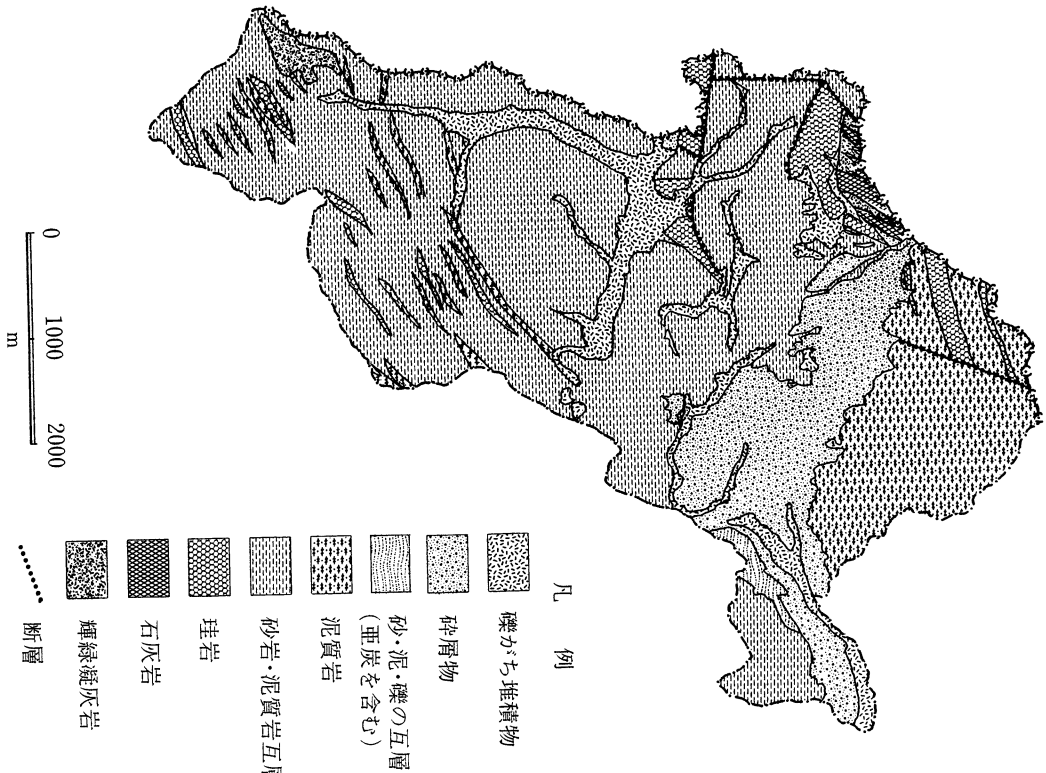 凡 例
礫がち堆積物
砕屑物
砂・泥・礫の互層
(亜炭を含む)
泥質岩
砂岩・泥質岩互層
珪岩
石灰岩
輝緑凝灰岩
断層
0 1000 2000
m